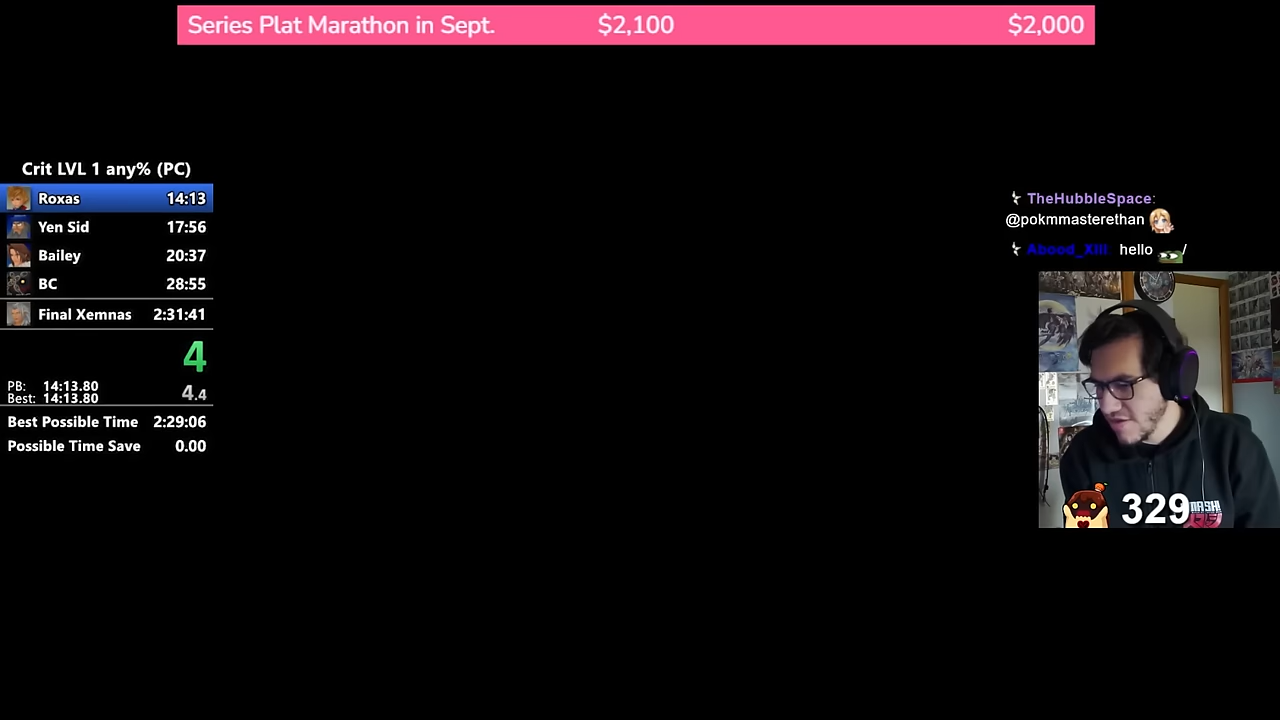 Series Plat Marathon in Sept. $2,100 $2,000
Crit LVL 1 any% (PC)
Roxas 14:13
Yen Sid 17:56
Bailey 20:37
BC 28:55
Final Xemnas 2:31:41
4
PB: 14:13.80
Best: 14:13.80
4.4
Best Possible Time 2:29:06
Possible Time Save 0.00
TheHubbleSpace:
@pokmmasterethan
Abood_XIII hello /
329